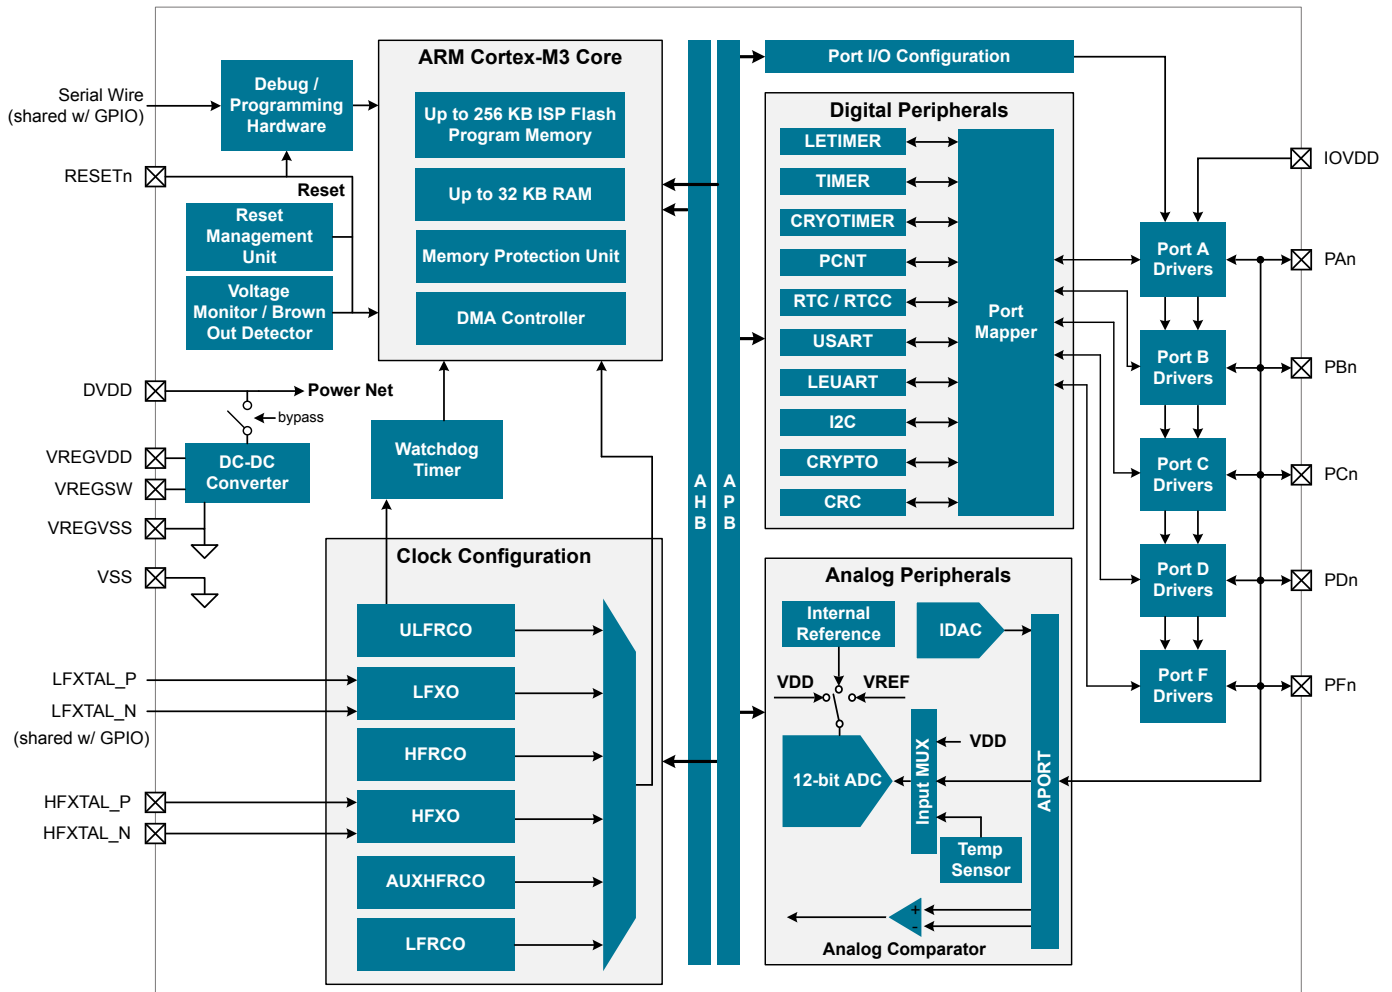 Serial Wire
(shared w/ GPIO)
RESETn
DVDD
VREGVDD
VREGSW
VREGVSS
VSS
LFXTAL_P
LFXTAL_N
(shared w/ GPIO)
HFXTAL_P
HFXTAL_N
Debug /
Programming
Hardware
Reset
Reset
Management
Unit
Voltage
Monitor / Brown
Out Detector
Power Net
bypass
DC-DC
Converter
ARM Cortex-M3 Core
Up to 256 KB ISP Flash
Program Memory
Up to 32 KB RAM
Memory Protection Unit
DMA Controller
Watchdog
Timer
Clock Configuration
ULFRCO
LFXO
HFRCO
HFXO
AUXHFRCO
LFRCO
A
H
B
A
P
B
Port I/O Configuration
Digital Peripherals
LETIMER
TIMER
CRYOTIMER
PCNT
RTC / RTCC
USART
LEUART
I2C
CRYPTO
CRC
Port
Mapper
Analog Peripherals
Internal
Reference
IDAC
VDD
VREF
12-bit ADC
Input MUX
VDD
Temp
Sensor
APORT
+
-
Analog Comparator
Port A
Drivers
Port B
Drivers
Port C
Drivers
Port D
Drivers
Port F
Drivers
IOVDD
PAn
PBn
PCn
PDn
PFn